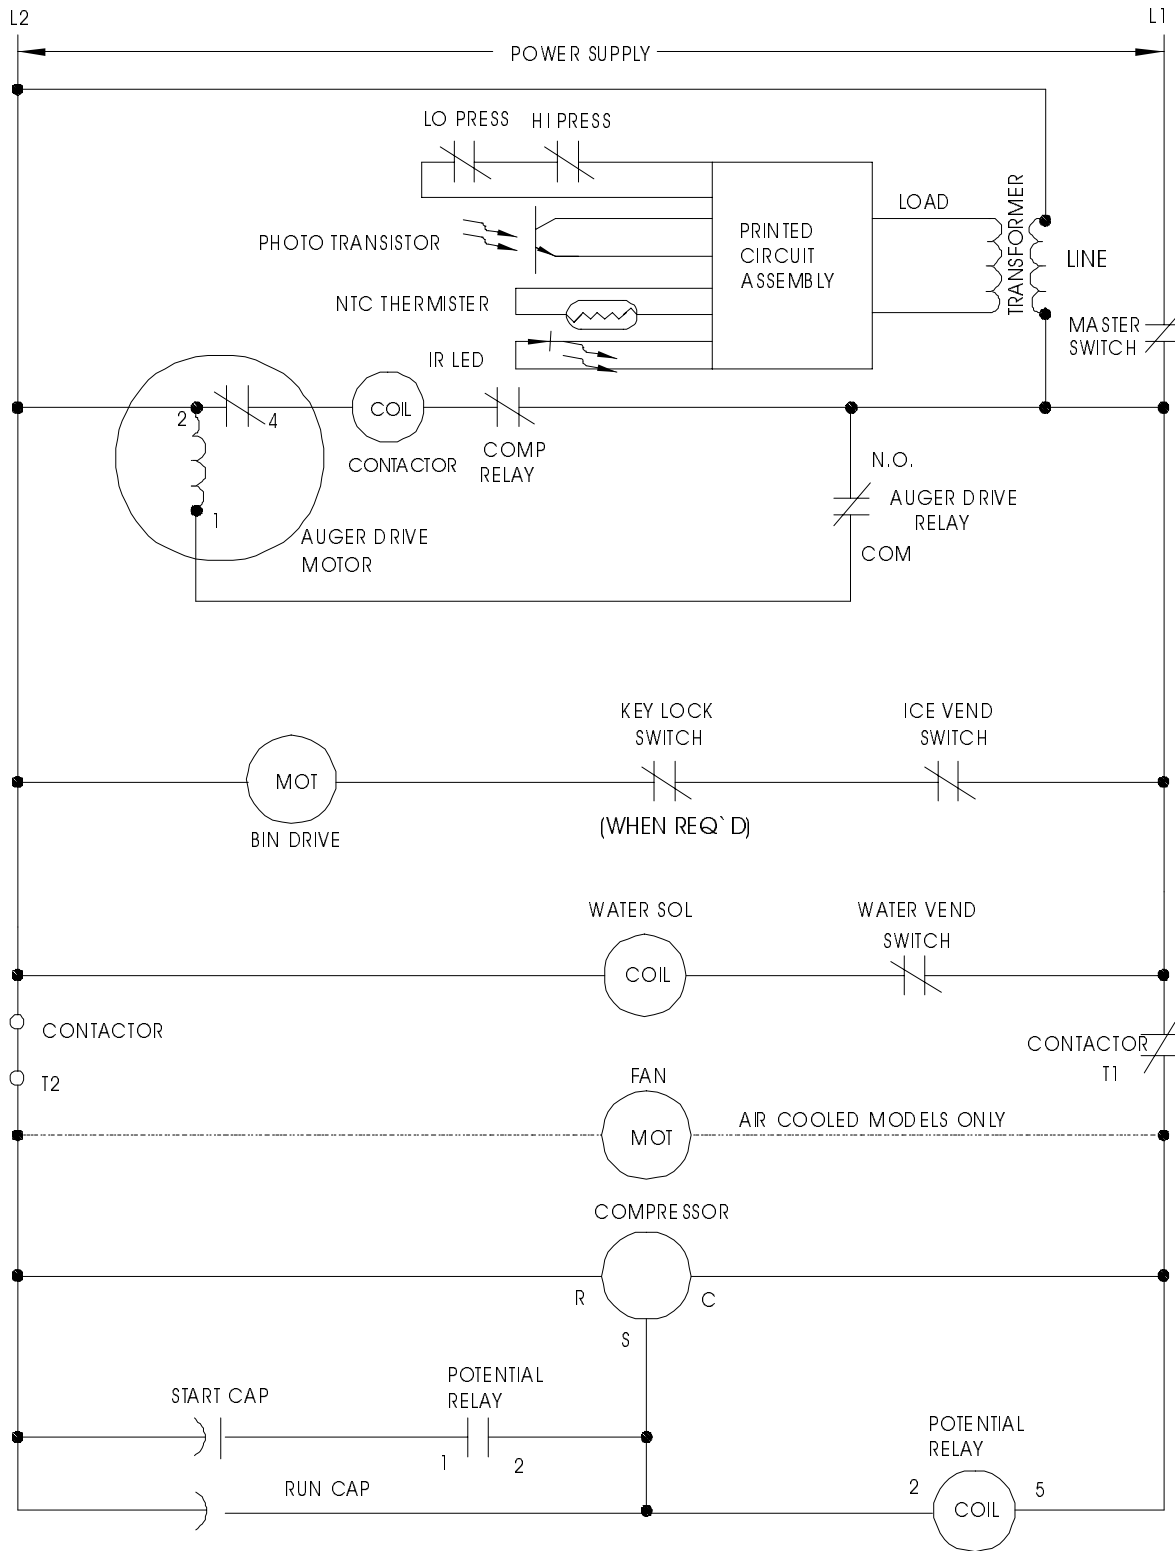 L2
L1
POWER SUPPLY
LO PRESS
HI PRESS
LOAD
TRANSFORMER
PRINTED
CIRCUIT
ASSEMBLY
PHOTO TRANSISTOR
LINE
NTC THERMISTER
MASTER
SWITCH
IR LED
2
4
COIL
CONTACTOR
COMP
RELAY
N.O.
AUGER DRIVE
RELAY
1
AUGER DRIVE
MOTOR
COM
KEY LOCK
SWITCH
ICE VEND
SWITCH
MOT
BIN DRIVE
(WHEN REQ`D)
WATER SOL
WATER VEND
SWITCH
COIL
CONTACTOR
CONTACTOR
T2
T1
FAN
MOT
AIR COOLED MODELS ONLY
COMPRESSOR
R
C
S
START CAP
POTENTIAL
RELAY
1
2
POTENTIAL
RELAY
RUN CAP
2
COIL
5